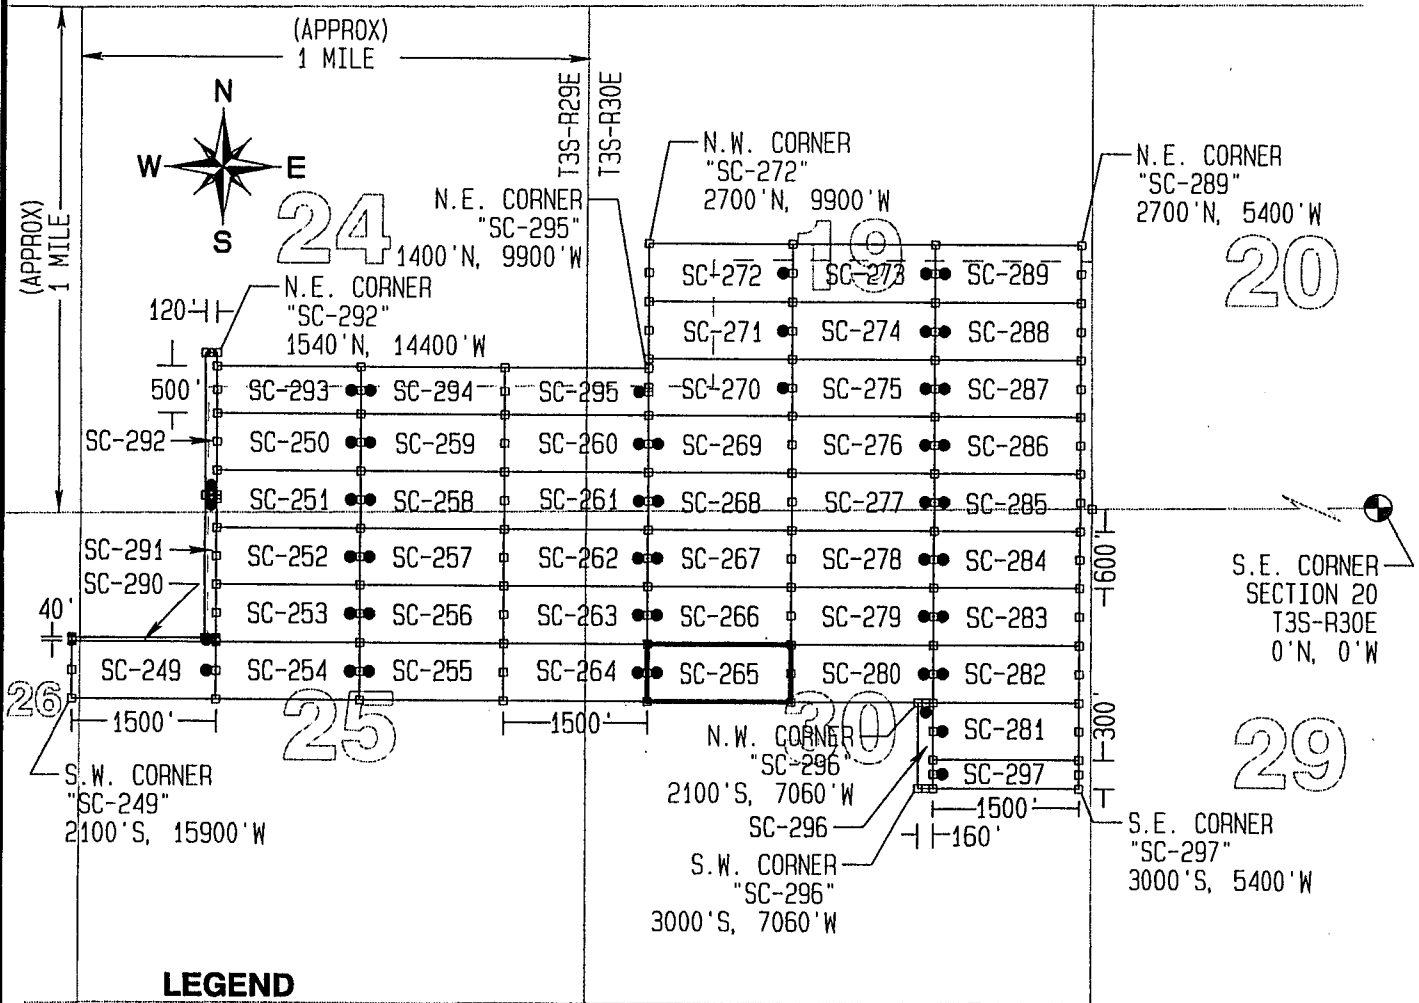 (APPROX)
1 MILE
(APPROX)
1 MILE
T3S-R29E
T3S-R30E
N
W E
S
24
19
20
N.W. CORNER
"SC-272"
2700'N, 9900'W
N.E. CORNER
"SC-289"
2700'N, 5400'W
N.E. CORNER
"SC-295"
1400'N, 9900'W
N.E. CORNER
"SC-292"
1540'N, 14400'W
120'
500'
SC-272 SC-273 SC-289
SC-271 SC-274 SC-288
SC-293 SC-294 SC-295 SC-270 SC-275 SC-287
SC-292 SC-250 SC-259 SC-260 SC-269 SC-276 SC-286
SC-251 SC-258 SC-261 SC-268 SC-277 SC-285
SC-291 SC-252 SC-257 SC-262 SC-267 SC-278 SC-284
SC-290
SC-253 SC-256 SC-263 SC-266 SC-279 SC-283
SC-249 SC-254 SC-255 SC-264 SC-265 SC-280 SC-282
SC-281
SC-297
600'
S.E. CORNER
SECTION 20
T3S-R30E
0'N, 0'W
40'
26
25
30
29
1500'
1500'
300'
1500'
160'
S.W. CORNER
"SC-249"
2100'S, 15900'W
N.W. CORNER
"SC-296"
2100'S, 7060'W
SC-296
S.W. CORNER
"SC-296"
3000'S, 7060'W
S.E. CORNER
"SC-297"
3000'S, 5400'W
LEGEND